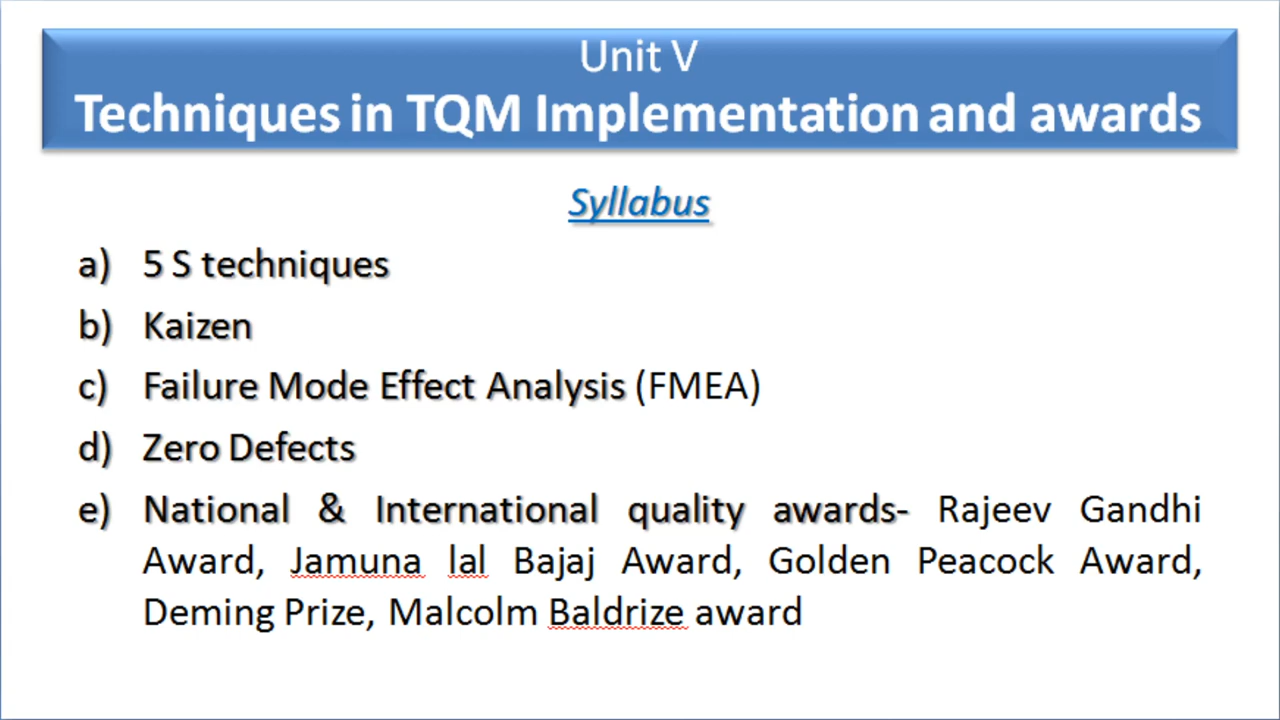 Unit V
Techniques in TQM Implementation and awards
Syllabus
a) 5 S techniques
b) Kaizen
c) Failure Mode Effect Analysis (FMEA)
d) Zero Defects
e) National & International quality awards- Rajeev Gandhi
Award, Jamuna lal Bajaj Award, Golden Peacock Award,
Deming Prize, Malcolm Baldrize award